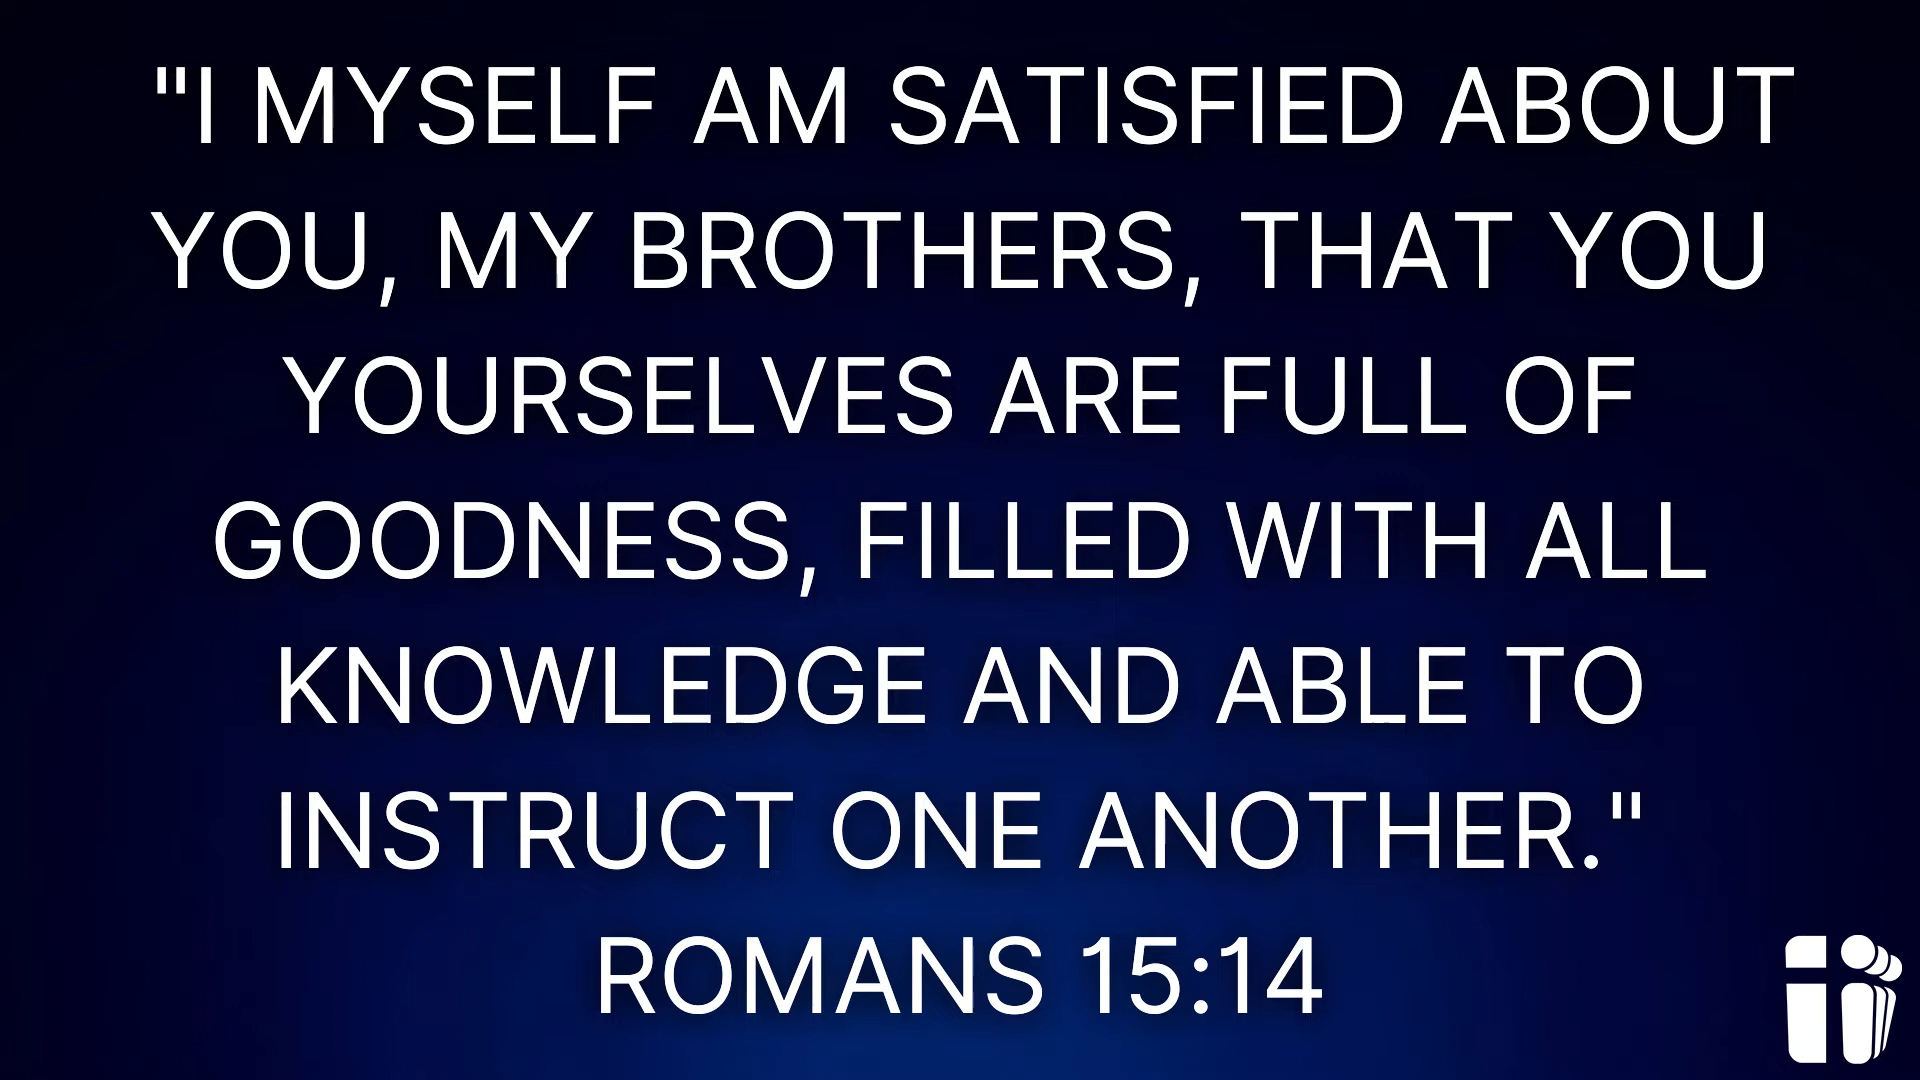 "I MYSELF AM SATISFIED ABOUT
YOU, MY BROTHERS, THAT YOU
YOURSELVES ARE FULL OF
GOODNESS, FILLED WITH ALL
KNOWLEDGE AND ABLE TO
INSTRUCT ONE ANOTHER."
ROMANS 15:14